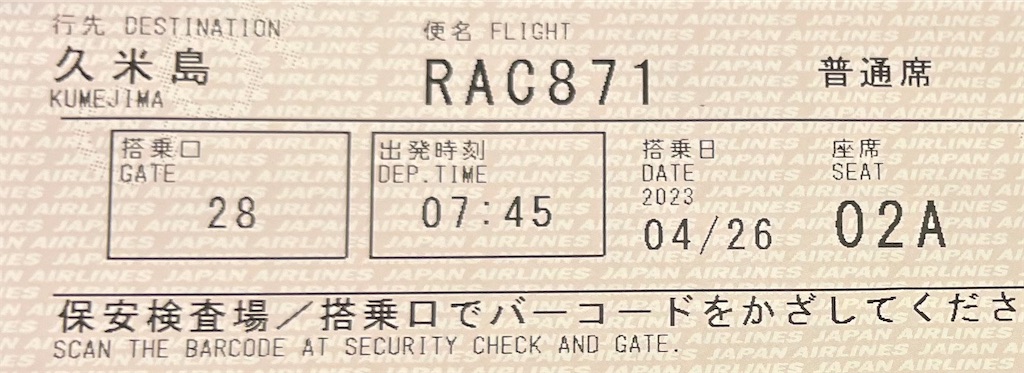 行先 DESTINATION
便名 FLIGHT
久米島
KUMEJIMA
RAC871
普通席
搭乗口
GATE
28
出発時刻
DEP.TIME
07:45
搭乗日
DATE
2023
04/26
座席
SEAT
02A
保安検査場/搭乗口でバーコードをかざしてくださ
SCAN THE BARCODE AT SECURITY CHECK AND GATE.
JAPAN AIRLINES